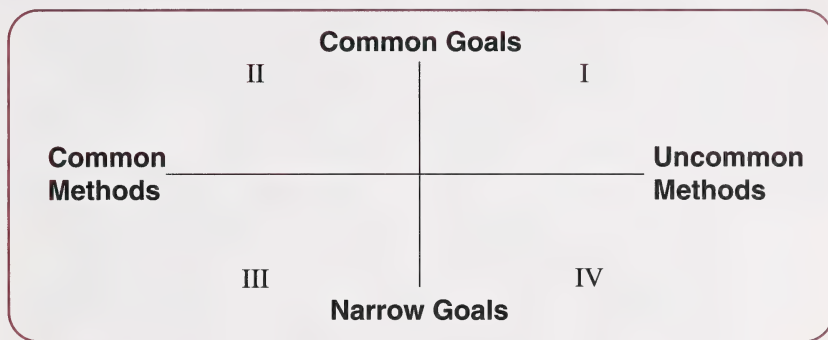 Common Goals
II I
Common Uncommon
Methods Methods
III IV
Narrow Goals